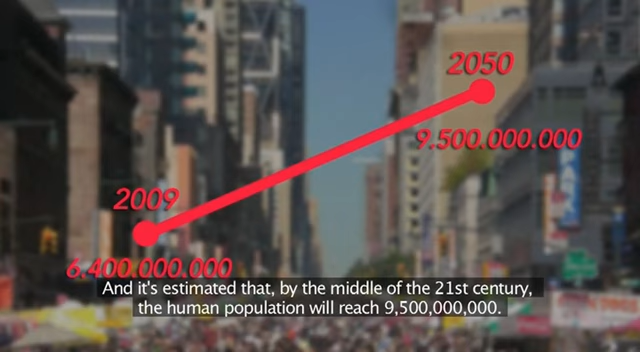 2050
9.500.000.000
2009
6.400.000.000
And it's estimated that, by the middle of the 21st century,
the human population will reach 9,500,000,000.